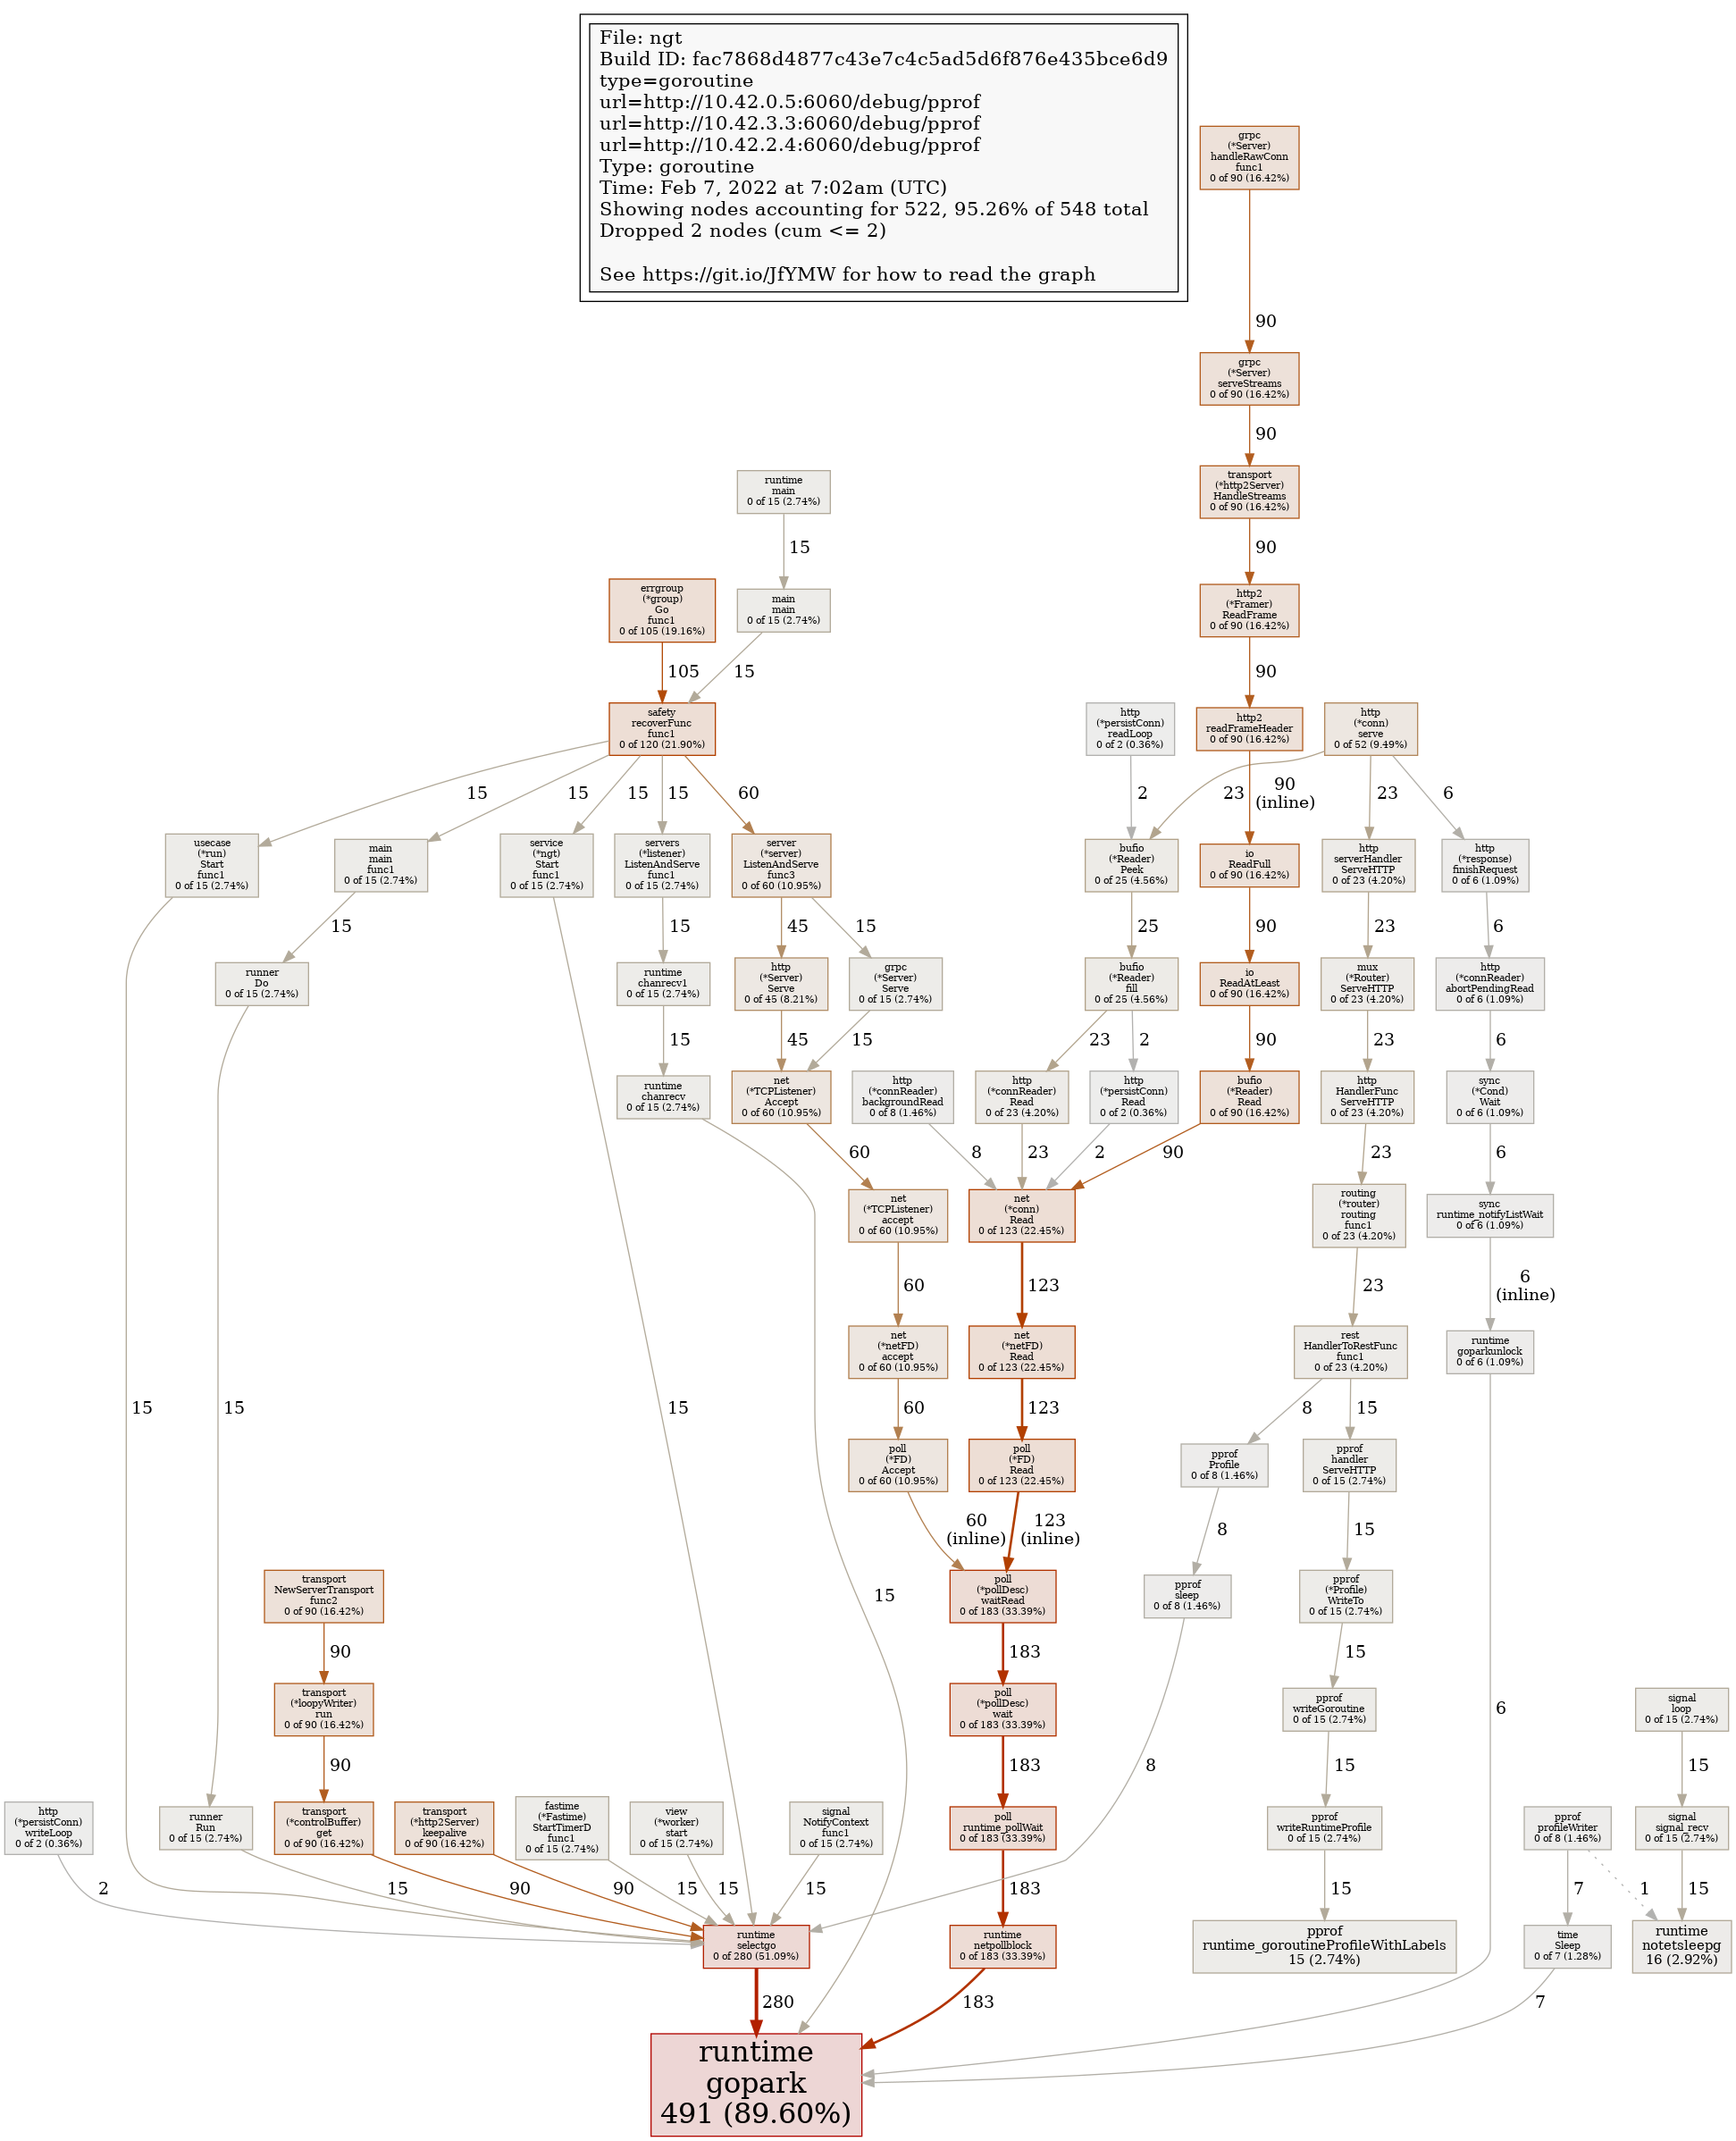 File: ngt
Build ID: fac7868d4877c43e7c4c5ad5d6f876e435bce6d9
type=goroutine
url=http://10.42.0.5:6060/debug/pprof
url=http://10.42.3.3:6060/debug/pprof
url=http://10.42.2.4:6060/debug/pprof
Type: goroutine
Time: Feb 7, 2022 at 7:02am (UTC)
Showing nodes accounting for 522, 95.26% of 548 total
Dropped 2 nodes (cum <= 2)
See https://git.io/JfYMW for how to read the graph
grpc
(*Server)
handleRawConn
func1
0 of 90 (16.42%)
90
grpc
(*Server)
serveStreams
0 of 90 (16.42%)
90
transport
(*http2Server)
HandleStreams
0 of 90 (16.42%)
90
http2
(*Framer)
ReadFrame
0 of 90 (16.42%)
90
runtime
main
0 of 15 (2.74%)
15
errgroup
(*group)
Go
func1
0 of 105 (19.16%)
105
main
main
0 of 15 (2.74%)
15
safety
recoverFunc
func1
0 of 120 (21.90%)
15
15
15
15
60
http
(*persistConn)
readLoop
0 of 2 (0.36%)
2
http2
readFrameHeader
0 of 90 (16.42%)
90
(inline)
http
(*conn)
serve
0 of 52 (9.49%)
23
23
6
usecase
(*run)
Start
func1
0 of 15 (2.74%)
15
main
main
func1
0 of 15 (2.74%)
15
service
(*ngt)
Start
func1
0 of 15 (2.74%)
15
servers
(*listener)
ListenAndServe
func1
0 of 15 (2.74%)
15
server
(*server)
ListenAndServe
func3
0 of 60 (10.95%)
45
15
bufio
(*Reader)
Peek
0 of 25 (4.56%)
25
io
ReadFull
0 of 90 (16.42%)
90
http
serverHandler
ServeHTTP
0 of 23 (4.20%)
23
http
(*response)
finishRequest
0 of 6 (1.09%)
6
runner
Do
0 of 15 (2.74%)
15
runtime
chanrecv1
0 of 15 (2.74%)
15
http
(*Server)
Serve
0 of 45 (8.21%)
45
grpc
(*Server)
Serve
0 of 15 (2.74%)
15
bufio
(*Reader)
fill
0 of 25 (4.56%)
23
2
io
ReadAtLeast
0 of 90 (16.42%)
90
mux
(*Router)
ServeHTTP
0 of 23 (4.20%)
23
http
(*connReader)
abortPendingRead
0 of 6 (1.09%)
6
runtime
chanrecv
0 of 15 (2.74%)
15
net
(*TCPListener)
Accept
0 of 60 (10.95%)
60
http
(*connReader)
backgroundRead
0 of 8 (1.46%)
8
http
(*connReader)
Read
0 of 23 (4.20%)
23
http
(*persistConn)
Read
0 of 2 (0.36%)
2
bufio
(*Reader)
Read
0 of 90 (16.42%)
90
http
HandlerFunc
ServeHTTP
0 of 23 (4.20%)
23
sync
(*Cond)
Wait
0 of 6 (1.09%)
6
net
(*TCPListener)
accept
0 of 60 (10.95%)
60
net
(*conn)
Read
0 of 123 (22.45%)
123
routing
(*router)
routing
func1
0 of 23 (4.20%)
23
sync
runtime_notifyListWait
0 of 6 (1.09%)
6
(inline)
net
(*netFD)
accept
0 of 60 (10.95%)
60
net
(*netFD)
Read
0 of 123 (22.45%)
123
rest
HandlerToRestFunc
func1
0 of 23 (4.20%)
8
15
runtime
goparkunlock
0 of 6 (1.09%)
6
poll
(*FD)
Accept
0 of 60 (10.95%)
60
(inline)
poll
(*FD)
Read
0 of 123 (22.45%)
123
(inline)
pprof
Profile
0 of 8 (1.46%)
8
pprof
handler
ServeHTTP
0 of 15 (2.74%)
15
transport
NewServerTransport
func2
0 of 90 (16.42%)
90
poll
(*pollDesc)
waitRead
0 of 183 (33.39%)
183
pprof
sleep
0 of 8 (1.46%)
8
pprof
(*Profile)
WriteTo
0 of 15 (2.74%)
15
transport
(*loopyWriter)
run
0 of 90 (16.42%)
90
poll
(*pollDesc)
wait
0 of 183 (33.39%)
183
pprof
writeGoroutine
0 of 15 (2.74%)
15
signal
loop
0 of 15 (2.74%)
15
http
(*persistConn)
writeLoop
0 of 2 (0.36%)
2
runner
Run
0 of 15 (2.74%)
15
transport
(*controlBuffer)
get
0 of 90 (16.42%)
90
transport
(*http2Server)
keepalive
0 of 90 (16.42%)
90
fastime
(*Fastime)
StartTimerD
func1
0 of 15 (2.74%)
15
view
(*worker)
start
0 of 15 (2.74%)
15
signal
NotifyContext
func1
0 of 15 (2.74%)
15
poll
runtime_pollWait
0 of 183 (33.39%)
183
pprof
writeRuntimeProfile
0 of 15 (2.74%)
15
pprof
profileWriter
0 of 8 (1.46%)
7
1
signal
signal_recv
0 of 15 (2.74%)
15
runtime
selectgo
0 of 280 (51.09%)
280
runtime
netpollblock
0 of 183 (33.39%)
183
pprof
runtime_goroutineProfileWithLabels
15 (2.74%)
time
Sleep
0 of 7 (1.28%)
7
runtime
notetsleepg
16 (2.92%)
runtime
gopark
491 (89.60%)